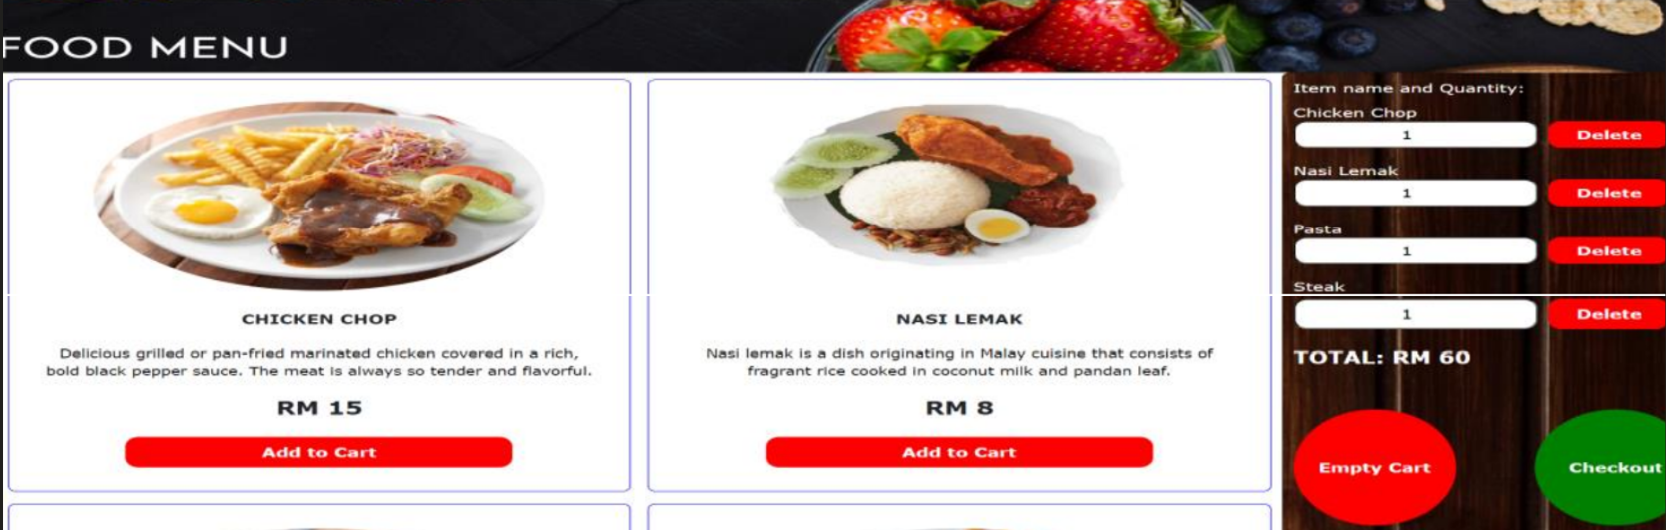 FOOD MENU
CHICKEN CHOP
Delicious grilled or pan-fried marinated chicken covered in a rich,
bold black pepper sauce. The meat is always so tender and flavorful.
RM 15
Add to Cart
NASI LEMAK
Nasi lemak is a dish originating in Malay cuisine that consists of
fragrant rice cooked in coconut milk and pandan leaf.
RM 8
Add to Cart
Item name and Quantity:
Chicken Chop
1 Delete
Nasi Lemak
1 Delete
Pasta
1 Delete
Steak
1 Delete
TOTAL: RM 60
Empty Cart Checkout